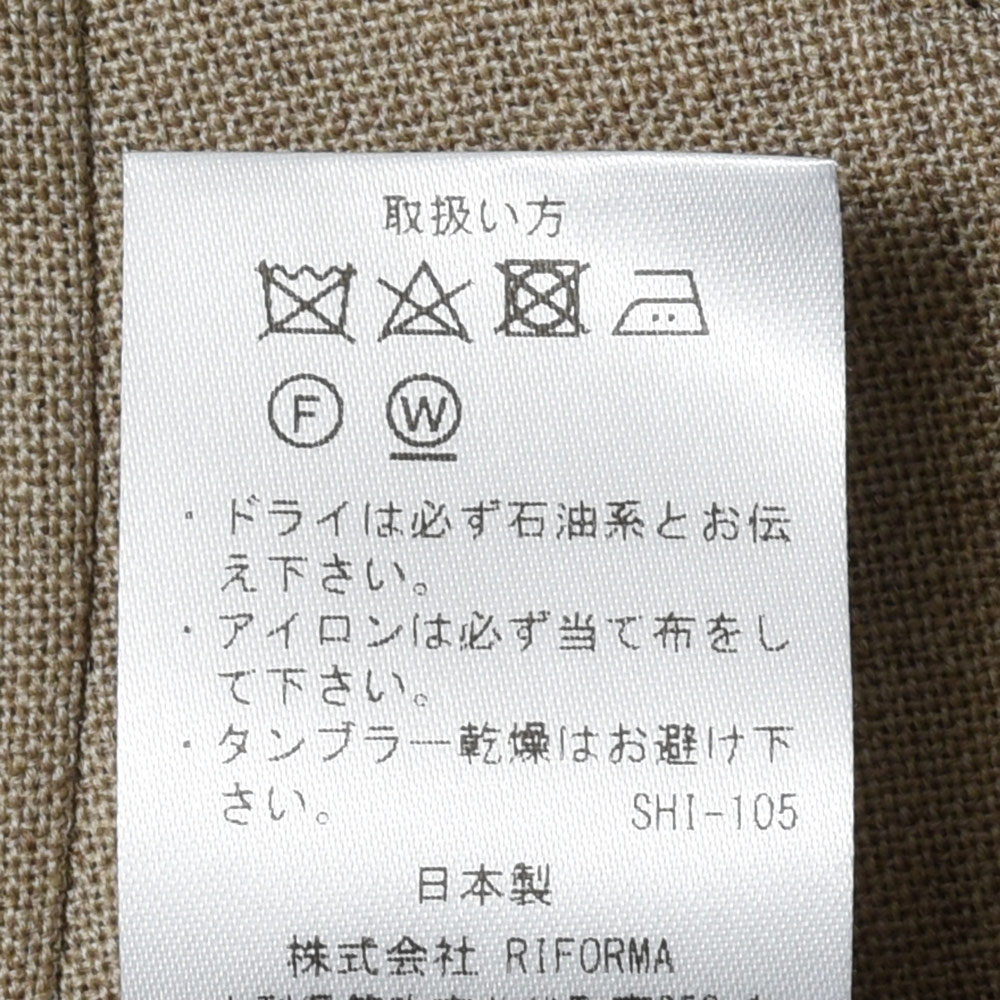 取扱い方
F W
・ドライは必ず石油系とお伝
え下さい。
・アイロンは必ず当て布をし
て下さい。
・タンブラー乾燥はお避け下
さい。 SHI-105
日本製
株式会社 RIFORMA